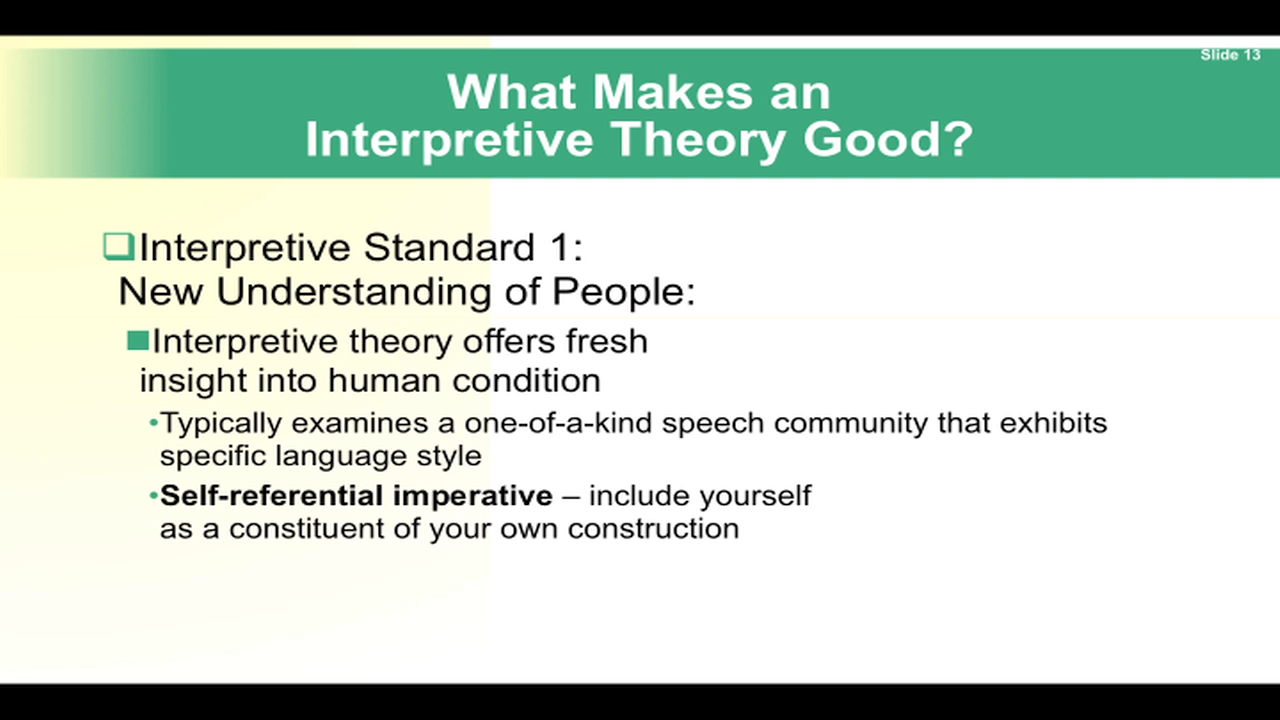 Slide 13
What Makes an
Interpretive Theory Good?
Interpretive Standard 1:
New Understanding of People:
Interpretive theory offers fresh
insight into human condition
•Typically examines a one-of-a-kind speech community that exhibits
specific language style
•Self-referential imperative – include yourself
as a constituent of your own construction